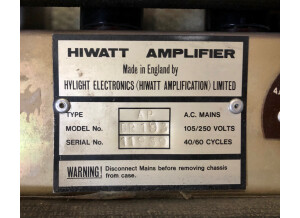 HIWATT AMPLIFIER
Made in England by
HYLIGHT ELECTRONICS (HIWATT AMPLIFICATION) LIMITED
TYPE AP A.C. MAINS
MODEL No. 105/250 VOLTS
SERIAL No. 40/60 CYCLES
WARNING! Disconnect Mains before removing chassis
from case.